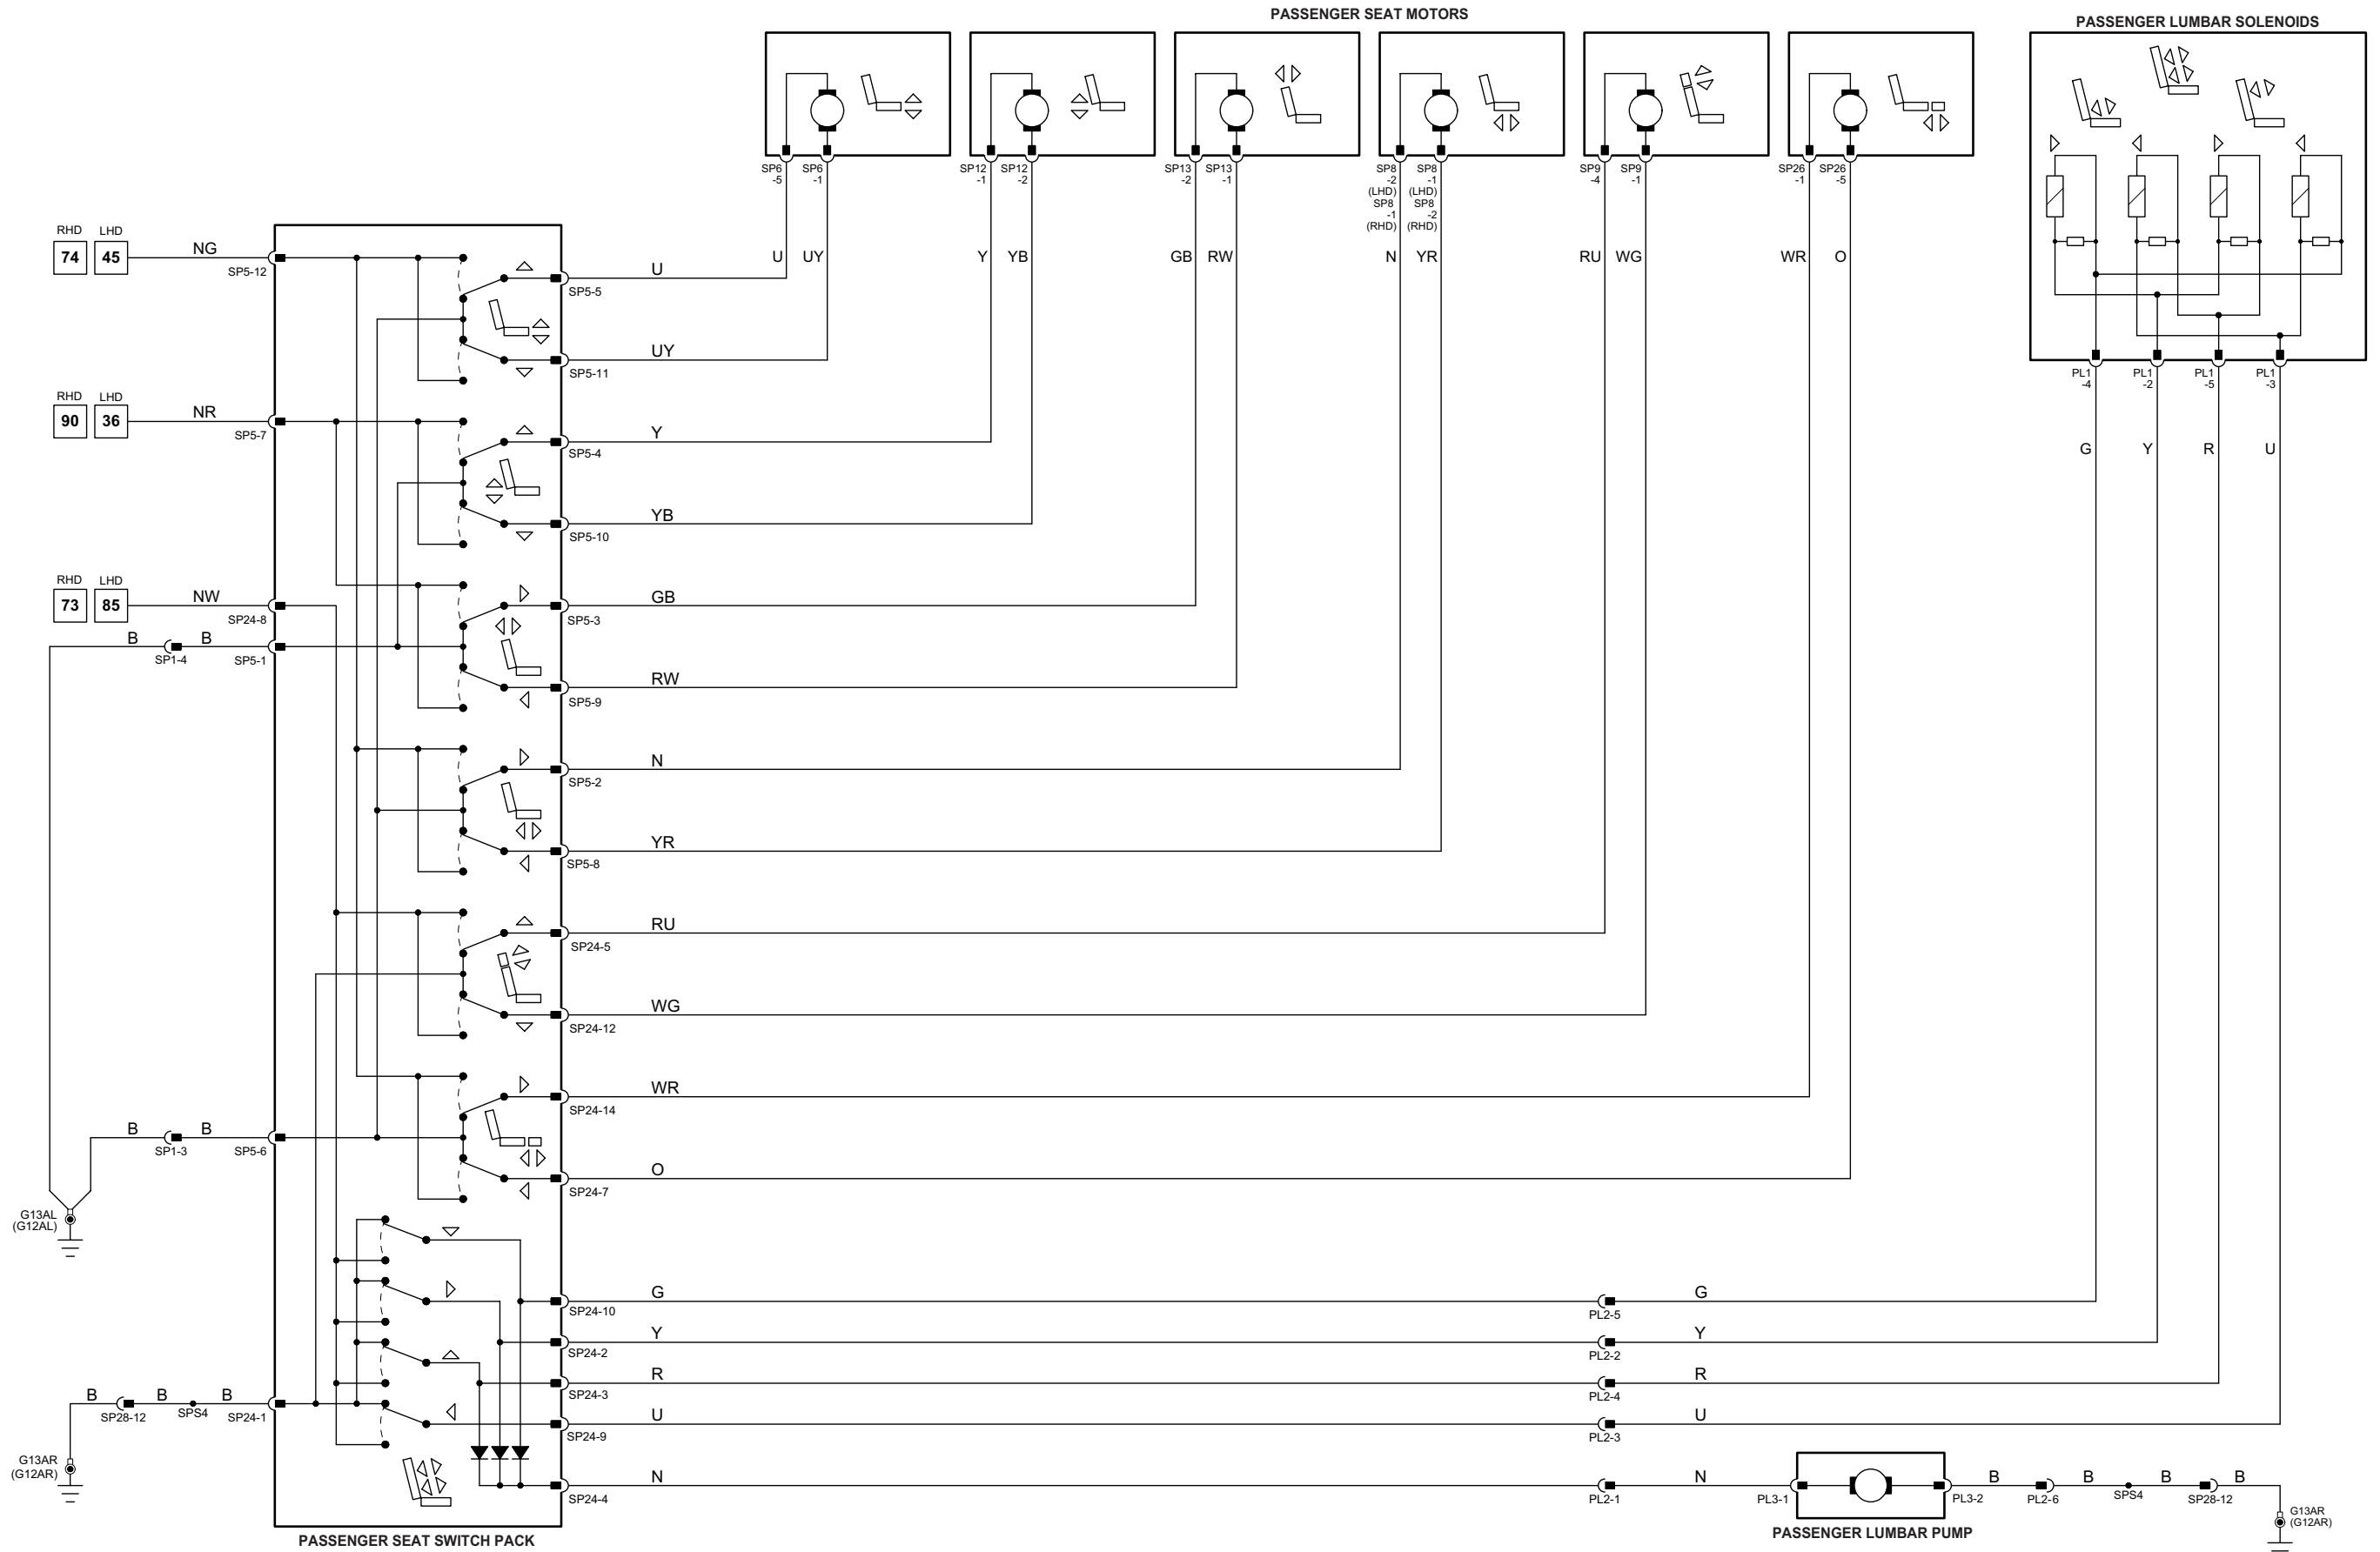 PASSENGER SEAT MOTORS
PASSENGER LUMBAR SOLENOIDS
SP6 -5
SP6 -1
SP12 -1
SP12 -2
SP13 -2
SP13 -1
SP8 -2 (LHD) SP8 -1 (RHD)
SP8 -1 (LHD) SP8 -2 (RHD)
SP9 -4
SP9 -1
SP26 -1
SP26 -5
U UY Y YB GB RW N YR RU WG WR O
PL1 -4
PL1 -2
PL1 -5
PL1 -3
G Y R U
RHD LHD
74 45 NG SP5-12
U SP5-5
UY SP5-11
RHD LHD
90 36 NR SP5-7
Y SP5-4
YB SP5-10
RHD LHD
73 85 NW SP24-8
GB SP5-3
B SP1-4 B SP5-1
RW SP5-9
N SP5-2
YR SP5-8
RU SP24-5
WG SP24-12
WR SP24-14
B SP1-3 B SP5-6
O SP24-7
G13AL
(G12AL)
G SP24-10 PL2-5 G
Y SP24-2 PL2-2 Y
R SP24-3 PL2-4 R
B SP28-12 B SPS4 B SP24-1
U SP24-9 PL2-3 U
G13AR
(G12AR)
N SP24-4 PL2-1 N PL3-1 PL3-2 B PL2-6 B SPS4 B SP28-12 B
G13AR
(G12AR)
PASSENGER SEAT SWITCH PACK
PASSENGER LUMBAR PUMP